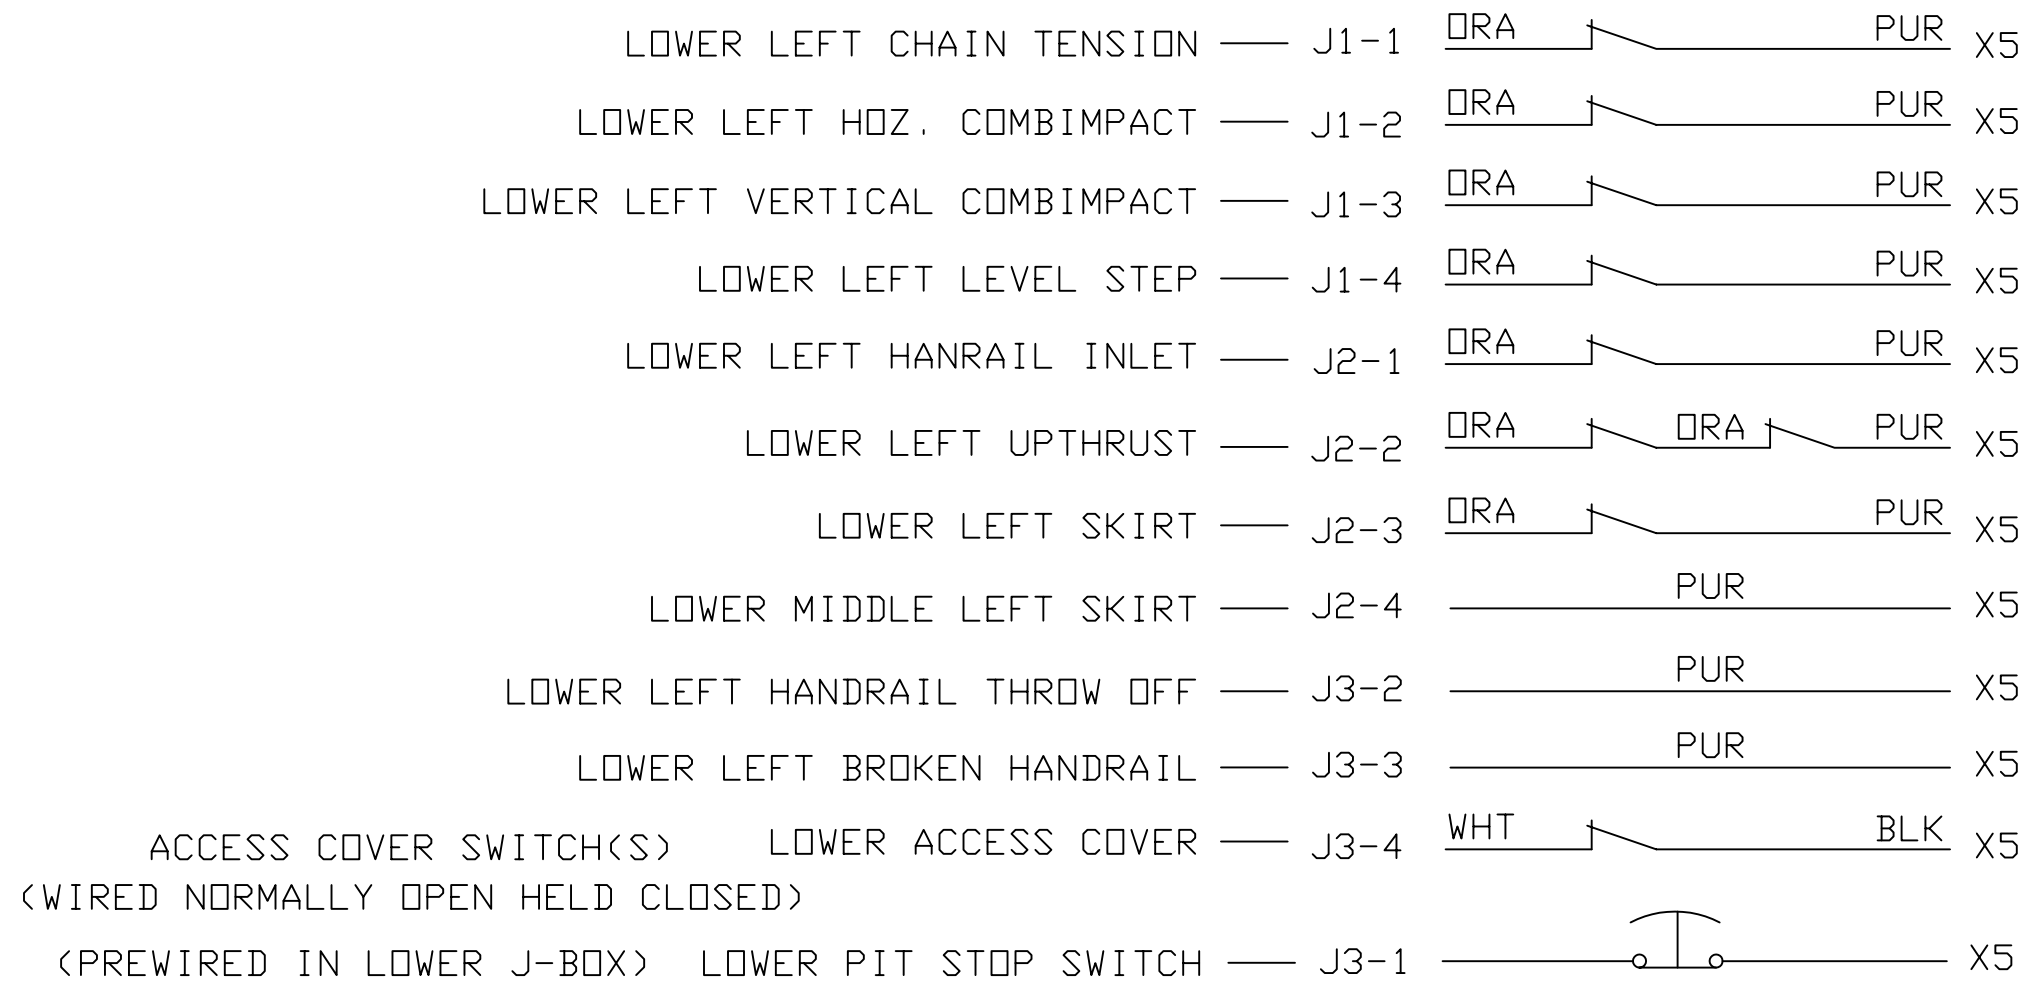 LOWER LEFT CHAIN TENSION J1-1 ORA PUR X5
LOWER LEFT HOZ. COMBIMPACT J1-2 ORA PUR X5
LOWER LEFT VERTICAL COMBIMPACT J1-3 ORA PUR X5
LOWER LEFT LEVEL STEP J1-4 ORA PUR X5
LOWER LEFT HANRAIL INLET J2-1 ORA PUR X5
LOWER LEFT UPTHRUST J2-2 ORA ORA PUR X5
LOWER LEFT SKIRT J2-3 ORA PUR X5
LOWER MIDDLE LEFT SKIRT J2-4 PUR X5
LOWER LEFT HANDRAIL THROW OFF J3-2 PUR X5
LOWER LEFT BROKEN HANDRAIL J3-3 PUR X5
ACCESS COVER SWITCH(S) LOWER ACCESS COVER J3-4 WHT BLK X5
(WIRED NORMALLY OPEN HELD CLOSED)
(PREWIRED IN LOWER J-BOX) LOWER PIT STOP SWITCH J3-1 X5